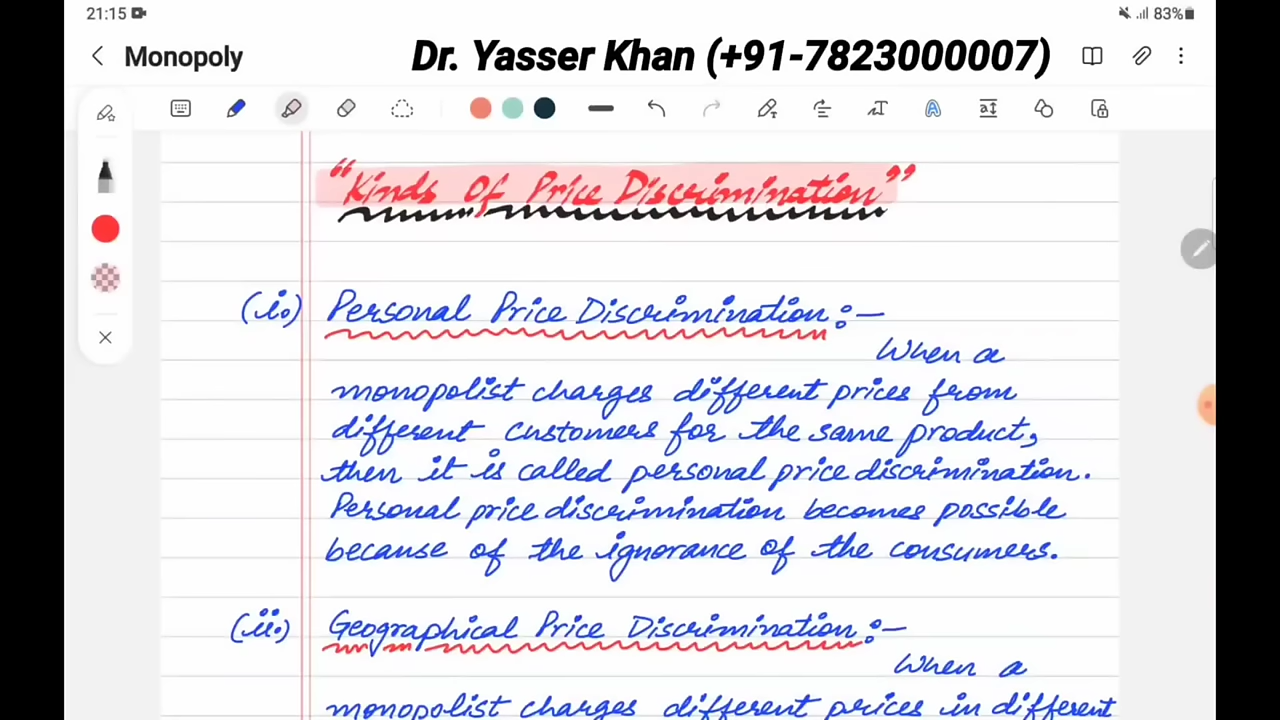 21:15
83%
Monopoly
Dr. Yasser Khan (+91-7823000007)
"Kinds Of Price Discrimination"
(i.) Personal Price Discrimination :—
When a
monopolist charges different prices from
different customers for the same product,
then it is called personal price discrimination.
Personal price discrimination becomes possible
because of the ignorance of the consumers.
(ii.) Geographical Price Discrimination :—
When a
monopolist charges different prices in different